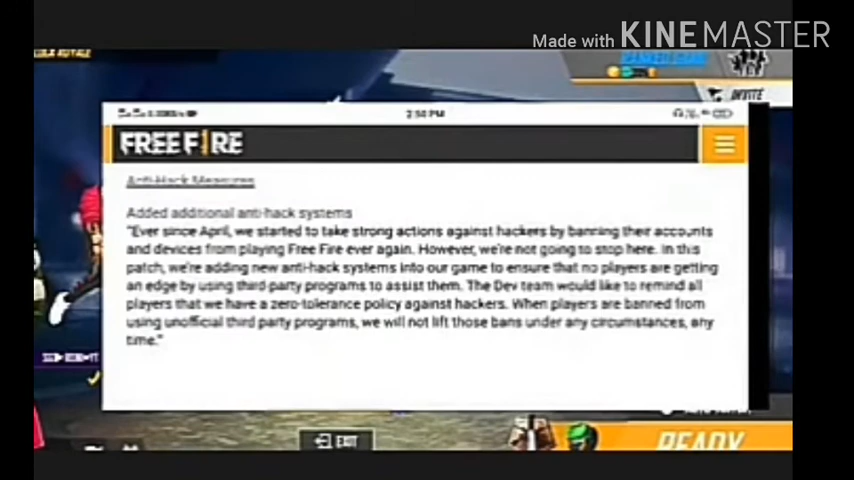 Made with KINEMASTER
INVITÉ
2:50 PM
FREE FIRE
Anti-Hack Measures
Added additional anti-hack systems
"Ever since April, we started to take strong actions against hackers by banning their accounts
and devices from playing Free Fire ever again. However, we're not going to stop here. In this
patch, we're adding new anti-hack systems into our game to ensure that no players are getting
an edge by using third-party programs to assist them. The Dev team would like to remind all
players that we have a zero-tolerance policy against hackers. When players are banned from
using unofficial third party programs, we will not lift those bans under any circumstances, any
time."
EXIT
READY